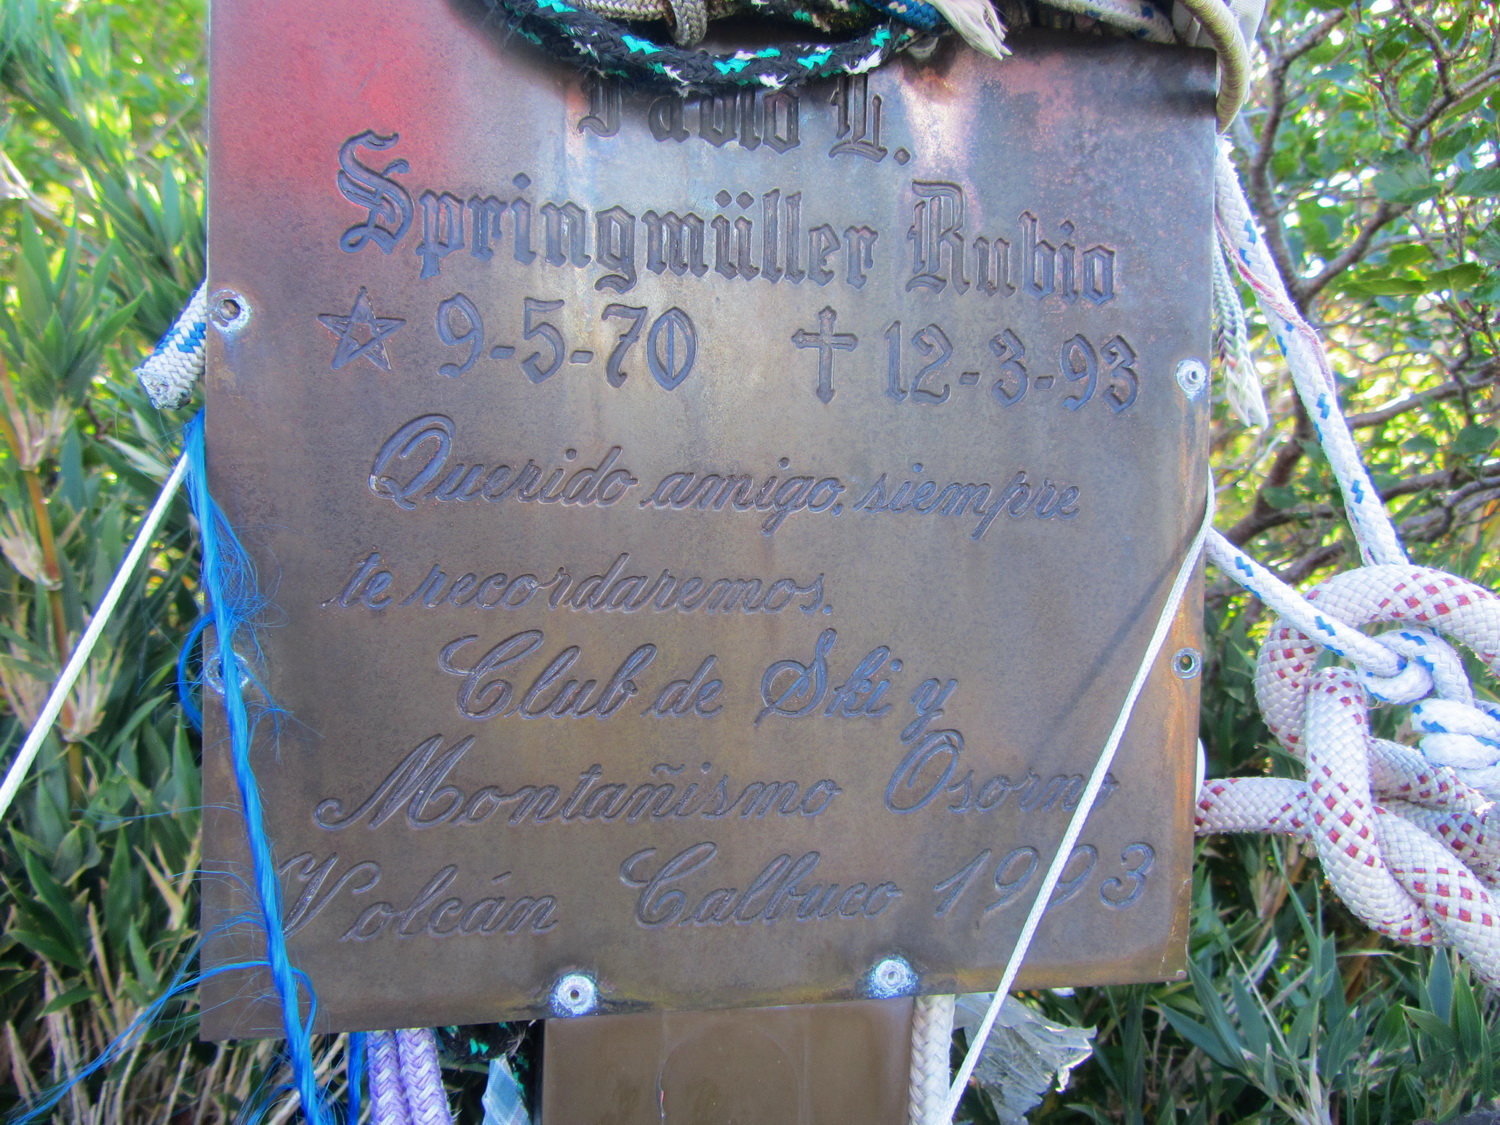 Pablo L.
Springmüller Rubio
9-5-70 † 12-3-93
Querido amigo, siempre
te recordaremos.
Club de Ski y
Montañismo Osorno
Volcán Calbuco 1993